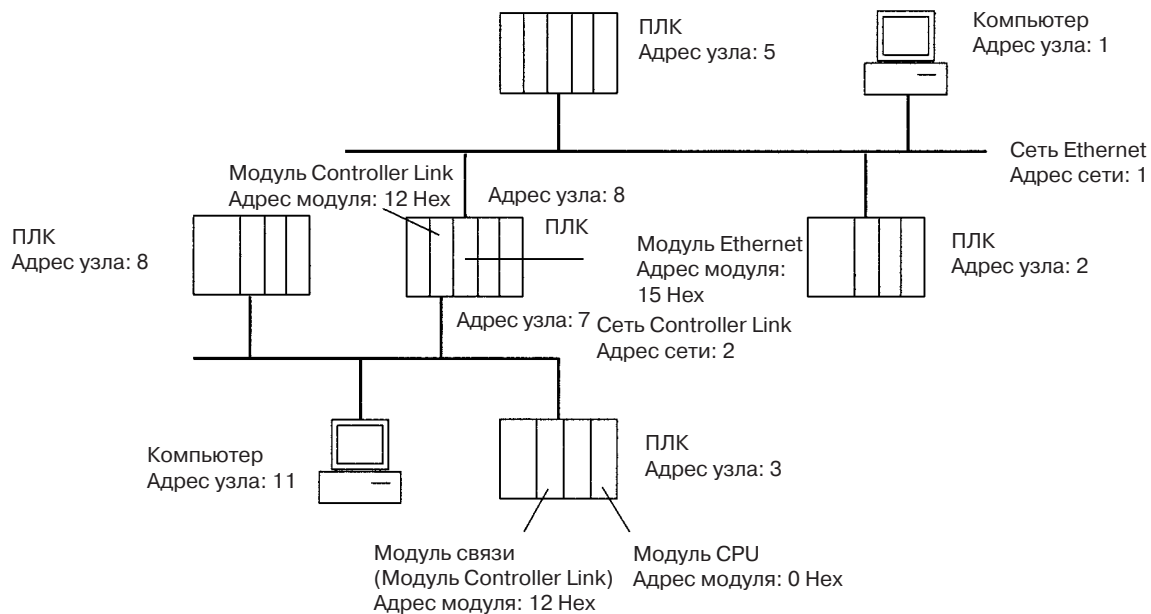 ПЛК
Адрес узла: 5
Компьютер
Адрес узла: 1
Сеть Ethernet
Адрес сети: 1
Модуль Controller Link
Адрес модуля: 12 Hex
Адрес узла: 8
ПЛК
ПЛК
Адрес узла: 8
Модуль Ethernet
Адрес модуля:
15 Hex
ПЛК
Адрес узла: 2
Адрес узла: 7
Сеть Controller Link
Адрес сети: 2
Компьютер
Адрес узла: 11
ПЛК
Адрес узла: 3
Модуль связи
(Модуль Controller Link)
Адрес модуля: 12 Hex
Модуль CPU
Адрес модуля: 0 Hex